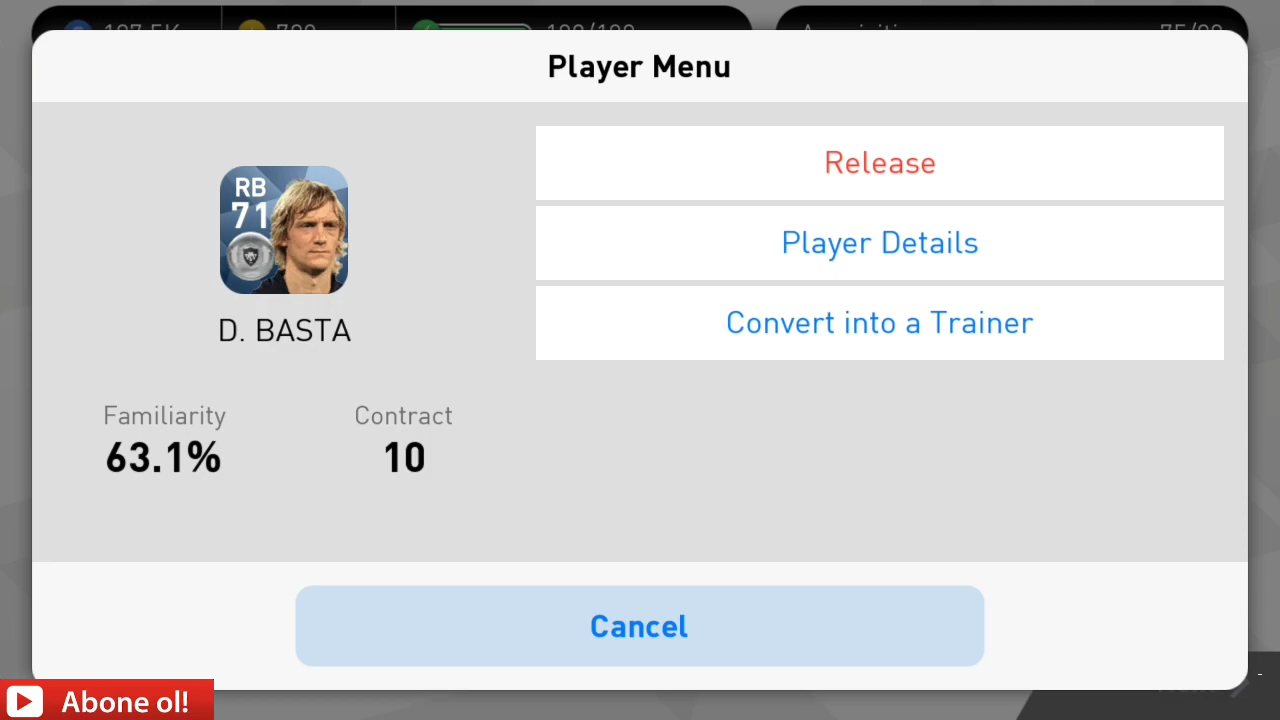 Player Menu
RB
71
D. BASTA
Familiarity
63.1%
Contract
10
Release
Player Details
Convert into a Trainer
Cancel
Abone ol!